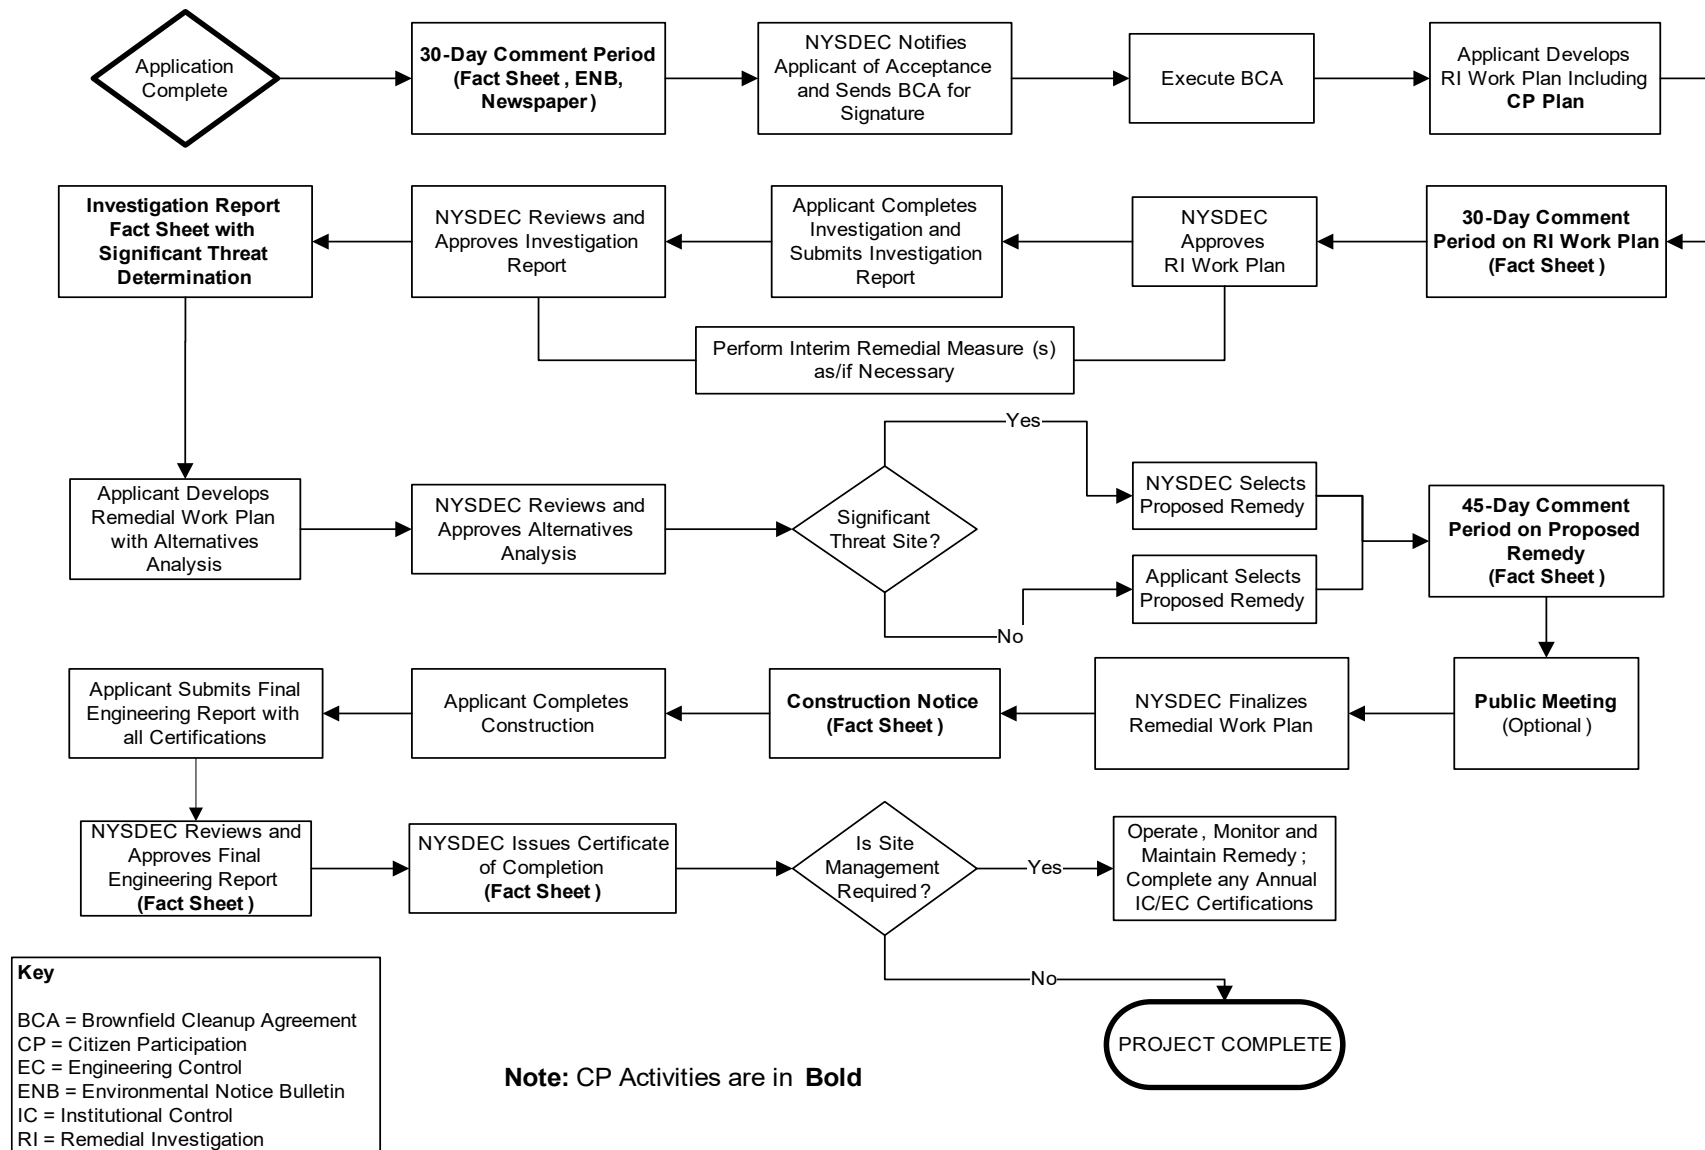 Application
Complete
30-Day Comment Period
(Fact Sheet , ENB,
Newspaper )
NYSDEC Notifies
Applicant of Acceptance
and Sends BCA for
Signature
Execute BCA
Applicant Develops
RI Work Plan Including
CP Plan
Investigation Report
Fact Sheet with
Significant Threat
Determination
NYSDEC Reviews and
Approves Investigation
Report
Applicant Completes
Investigation and
Submits Investigation
Report
NYSDEC
Approves
RI Work Plan
30-Day Comment
Period on RI Work Plan
(Fact Sheet )
Perform Interim Remedial Measure (s)
as/if Necessary
Yes
Applicant Develops
Remedial Work Plan
with Alternatives
Analysis
NYSDEC Reviews and
Approves Alternatives
Analysis
Significant
Threat Site?
NYSDEC Selects
Proposed Remedy
Applicant Selects
Proposed Remedy
45-Day Comment
Period on Proposed
Remedy
(Fact Sheet )
No
Applicant Submits Final
Engineering Report with
all Certifications
Applicant Completes
Construction
Construction Notice
(Fact Sheet )
NYSDEC Finalizes
Remedial Work Plan
Public Meeting
(Optional )
NYSDEC Reviews and
Approves Final
Engineering Report
(Fact Sheet )
NYSDEC Issues Certificate
of Completion
(Fact Sheet )
Is Site
Management
Required ?
Yes
Operate , Monitor and
Maintain Remedy ;
Complete any Annual
IC/EC Certifications
No
PROJECT COMPLETE
Key
BCA = Brownfield Cleanup Agreement
CP = Citizen Participation
EC = Engineering Control
ENB = Environmental Notice Bulletin
IC = Institutional Control
RI = Remedial Investigation
Note: CP Activities are in Bold